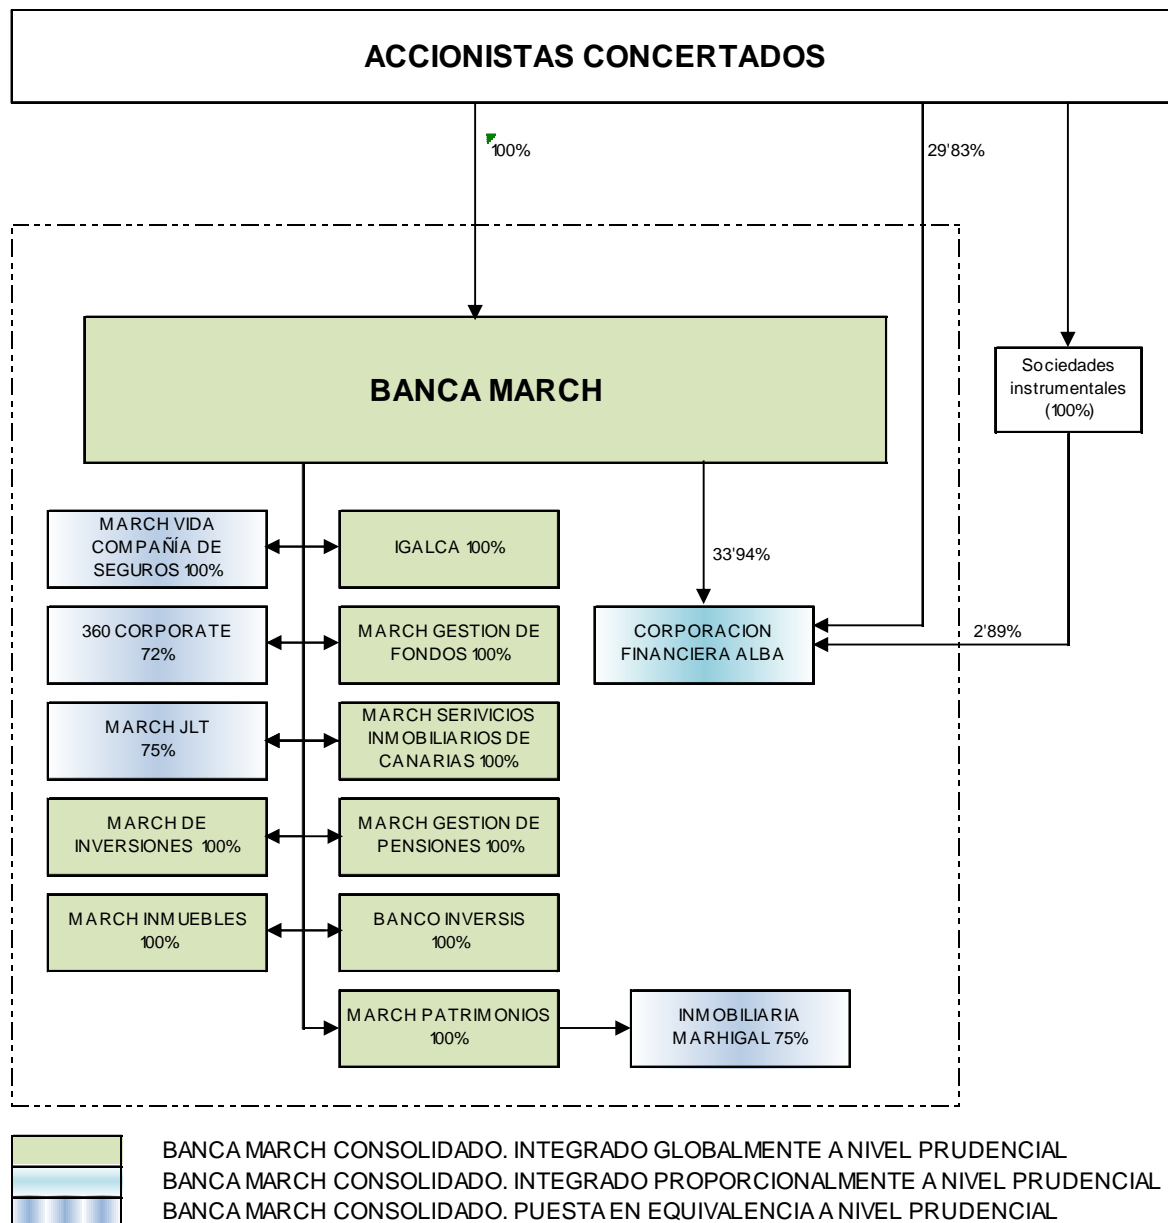 ACCIONISTAS CONCERTADOS
100%
29'83%
BANCA MARCH
Sociedades
instrumentales
(100%)
MARCH VIDA
COMPAÑÍA DE
SEGUROS 100%
IGALCA 100%
33'94%
360 CORPORATE
72%
MARCH GESTION DE
FONDOS 100%
CORPORACION
FINANCIERA ALBA
2'89%
MARCH JLT
75%
MARCH SERIVICIOS
INMOBILIARIOS DE
CANARIAS 100%
MARCH DE
INVERSIONES 100%
MARCH GESTION DE
PENSIONES 100%
MARCH INMUEBLES
100%
BANCO INVERSIS
100%
MARCH PATRIMONIOS
100%
INMOBILIARIA
MARHIGAL 75%
BANCA MARCH CONSOLIDADO. INTEGRADO GLOBALMENTE A NIVEL PRUDENCIAL
BANCA MARCH CONSOLIDADO. INTEGRADO PROPORCIONALMENTE A NIVEL PRUDENCIAL
BANCA MARCH CONSOLIDADO. PUESTA EN EQUIVALENCIA A NIVEL PRUDENCIAL